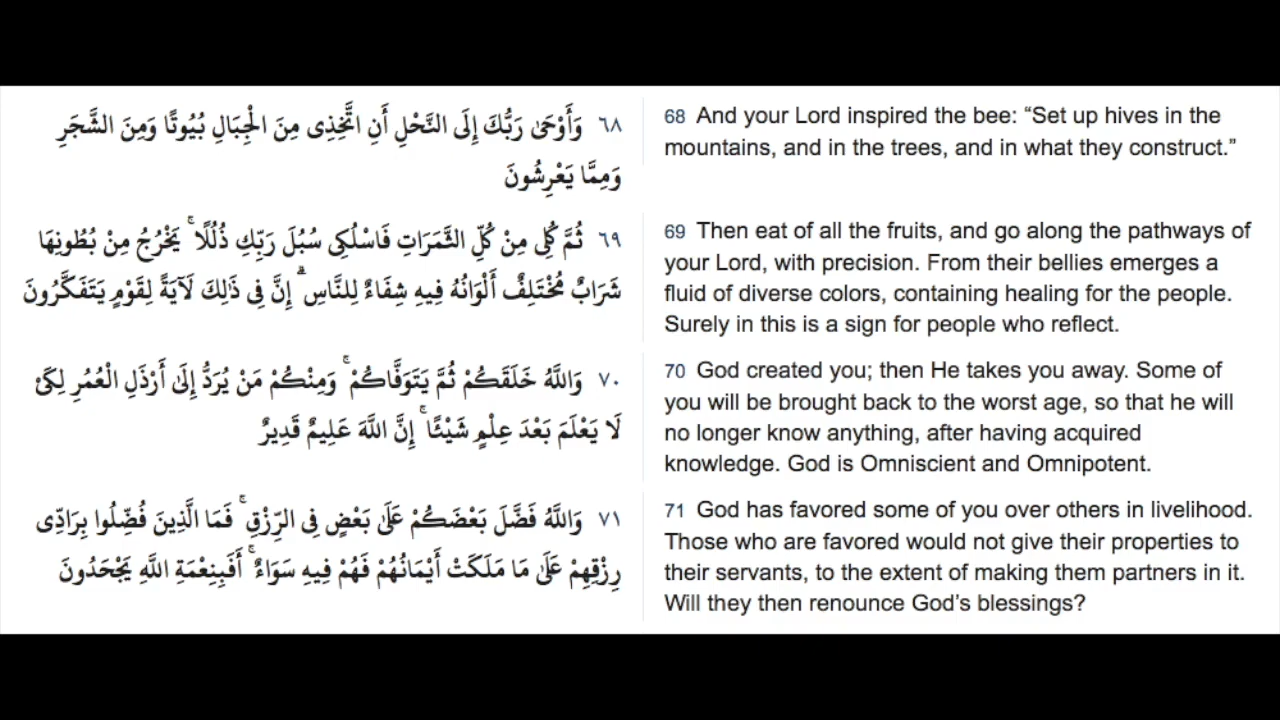 ٦٨ وَأَوْحَىٰ رَبُّكَ إِلَى النَّحْلِ أَنِ اتَّخِذِي مِنَ الْجِبَالِ بُيُوتًا وَمِنَ الشَّجَرِ
وَمِمَّا يَعْرِشُونَ
68 And your Lord inspired the bee: “Set up hives in the
mountains, and in the trees, and in what they construct.”
٦٩ ثُمَّ كُلِي مِنْ كُلِّ الثَّمَرَاتِ فَاسْلُكِي سُبُلَ رَبِّكِ ذُلُلًا ۚ يَخْرُجُ مِنْ بُطُونِهَا
شَرَابٌ مُخْتَلِفٌ أَلْوَانُهُ فِيهِ شِفَاءٌ لِلنَّاسِ ۗ إِنَّ فِي ذَٰلِكَ لَآيَةً لِقَوْمٍ يَتَفَكَّرُونَ
69 Then eat of all the fruits, and go along the pathways of
your Lord, with precision. From their bellies emerges a
fluid of diverse colors, containing healing for the people.
Surely in this is a sign for people who reflect.
٧٠ وَاللَّهُ خَلَقَكُمْ ثُمَّ يَتَوَفَّاكُمْ ۚ وَمِنْكُمْ مَنْ يُرَدُّ إِلَىٰ أَرْذَلِ الْعُمُرِ لِكَيْ
لَا يَعْلَمَ بَعْدَ عِلْمٍ شَيْئًا ۚ إِنَّ اللَّهَ عَلِيمٌ قَدِيرٌ
70 God created you; then He takes you away. Some of
you will be brought back to the worst age, so that he will
no longer know anything, after having acquired
knowledge. God is Omniscient and Omnipotent.
٧١ وَاللَّهُ فَضَّلَ بَعْضَكُمْ عَلَىٰ بَعْضٍ فِي الرِّزْقِ ۚ فَمَا الَّذِينَ فُضِّلُوا بِرَادِّي
رِزْقِهِمْ عَلَىٰ مَا مَلَكَتْ أَيْمَانُهُمْ فَهُمْ فِيهِ سَوَاءٌ ۚ أَفَبِنِعْمَةِ اللَّهِ يَجْحَدُونَ
71 God has favored some of you over others in livelihood.
Those who are favored would not give their properties to
their servants, to the extent of making them partners in it.
Will they then renounce God’s blessings?